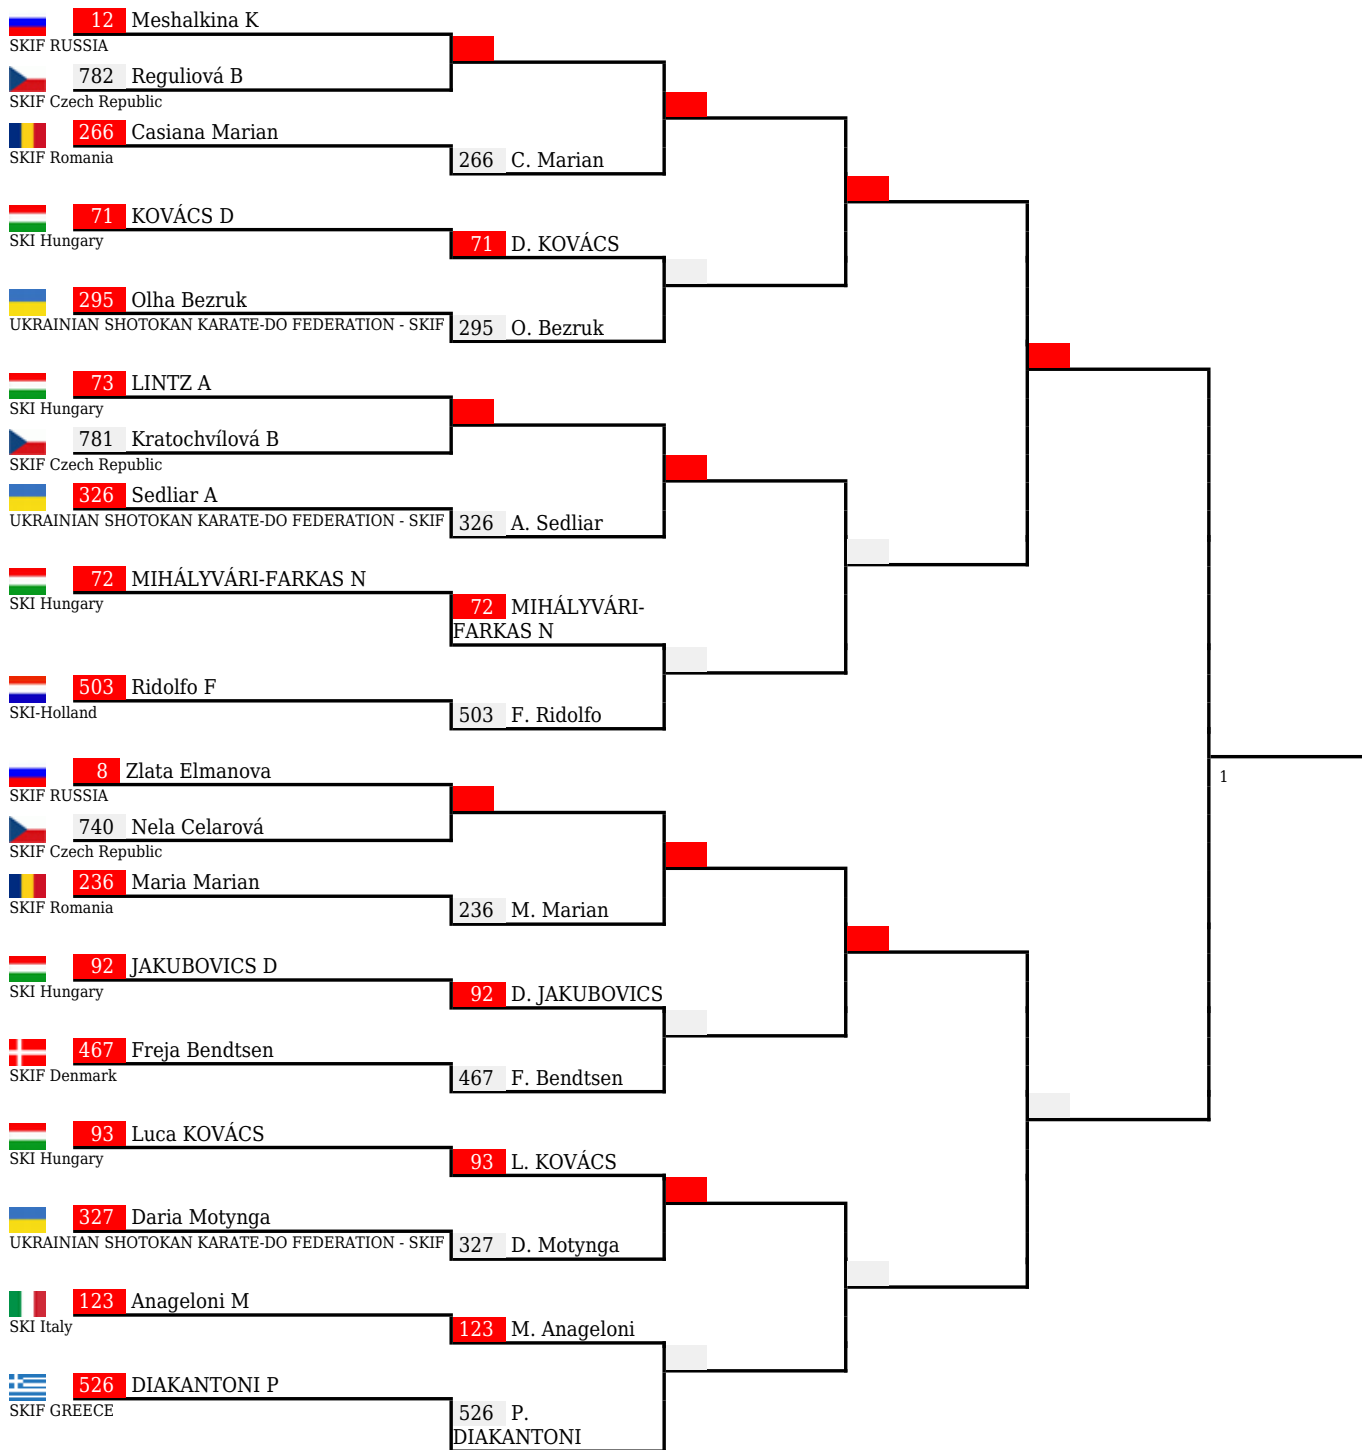 12 Meshalkina K
SKIF RUSSIA
782 Reguliová B
SKIF Czech Republic
266 Casiana Marian
SKIF Romania
266 C. Marian
71 KOVÁCS D
SKI Hungary
71 D. KOVÁCS
295 Olha Bezruk
UKRAINIAN SHOTOKAN KARATE-DO FEDERATION - SKIF
295 O. Bezruk
73 LINTZ A
SKI Hungary
781 Kratochvílová B
SKIF Czech Republic
326 Sedliar A
UKRAINIAN SHOTOKAN KARATE-DO FEDERATION - SKIF
326 A. Sedliar
72 MIHÁLYVÁRI-FARKAS N
SKI Hungary
72 MIHÁLYVÁRI-
FARKAS N
503 Ridolfo F
SKI-Holland
503 F. Ridolfo
8 Zlata Elmanova
SKIF RUSSIA
1
740 Nela Celarová
SKIF Czech Republic
236 Maria Marian
SKIF Romania
236 M. Marian
92 JAKUBOVICS D
SKI Hungary
92 D. JAKUBOVICS
467 Freja Bendtsen
SKIF Denmark
467 F. Bendtsen
93 Luca KOVÁCS
SKI Hungary
93 L. KOVÁCS
327 Daria Motynga
UKRAINIAN SHOTOKAN KARATE-DO FEDERATION - SKIF
327 D. Motynga
123 Anageloni M
SKI Italy
123 M. Anageloni
526 DIAKANTONI P
SKIF GREECE
526 P.
DIAKANTONI